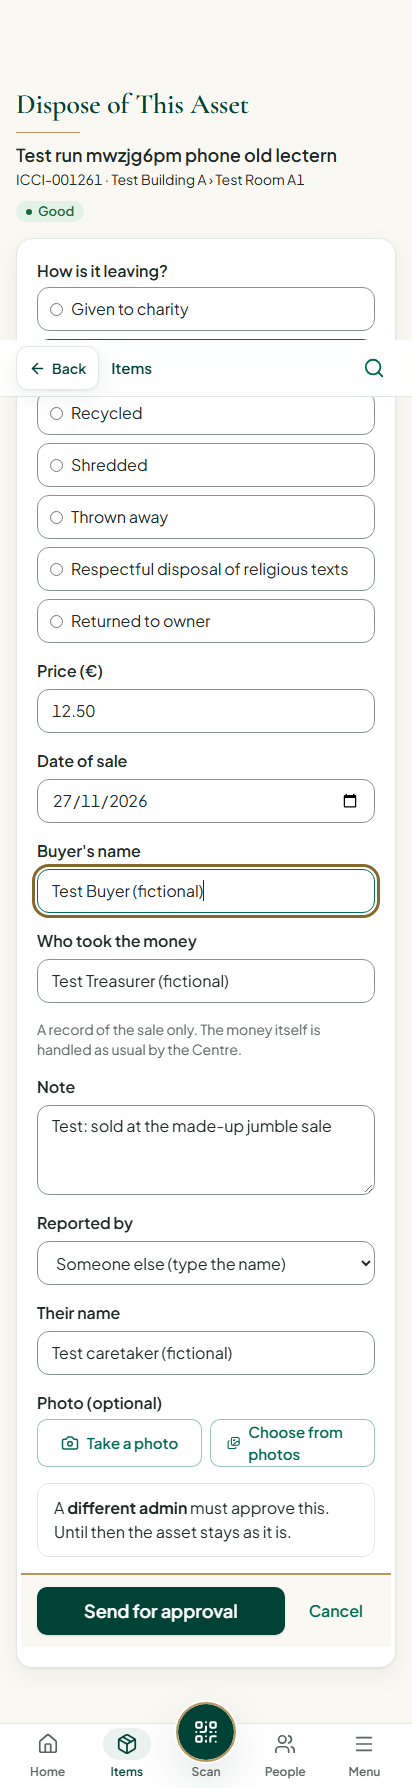 Dispose of This Asset
Test run mwzjg6pm phone old lectern
ICCI-001261 · Test Building A › Test Room A1
Good
How is it leaving?
Given to charity
Back
Items
Recycled
Shredded
Thrown away
Respectful disposal of religious texts
Returned to owner
Price (€)
12.50
Date of sale
27/11/2026
Buyer's name
Test Buyer (fictional)
Who took the money
Test Treasurer (fictional)
A record of the sale only. The money itself is
handled as usual by the Centre.
Note
Test: sold at the made-up jumble sale
Reported by
Someone else (type the name)
Their name
Test caretaker (fictional)
Photo (optional)
Take a photo
Choose from
photos
A different admin must approve this.
Until then the asset stays as it is.
Send for approval
Cancel
Home
Items
Scan
People
Menu